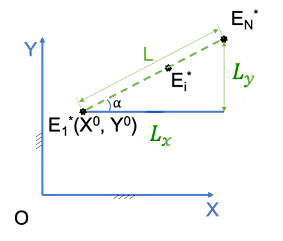 E_N^*
Y
L
E_i^*
L_y
α
E_1^*(X^0, Y^0)
L_x
X
O